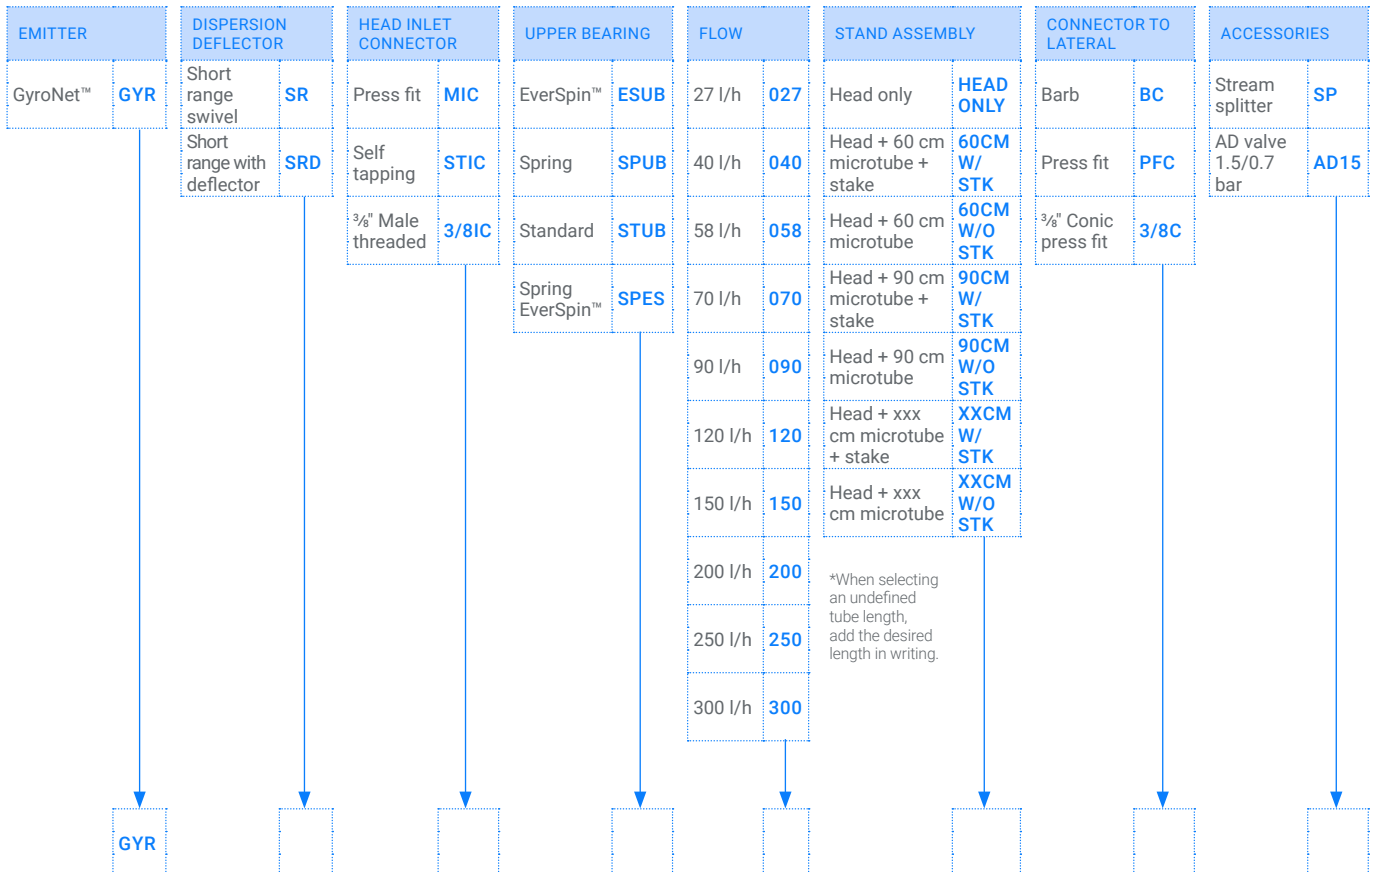 EMITTER
GyroNet™ GYR
DISPERSION
DEFLECTOR
Short
range
swivel
SR
Short
range with
deflector
SRD
HEAD INLET
CONNECTOR
Press fit MIC
Self
tapping
STIC
⅜" Male
threaded
3/8IC
UPPER BEARING
EverSpin™ ESUB
Spring SPUB
Standard STUB
Spring
EverSpin™
SPES
FLOW
27 l/h 027
40 l/h 040
58 l/h 058
70 l/h 070
90 l/h 090
120 l/h 120
150 l/h 150
200 l/h 200
250 l/h 250
300 l/h 300
STAND ASSEMBLY
Head only
HEAD
ONLY
Head + 60 cm
microtube +
stake
60CM
W/
STK
Head + 60 cm
microtube
60CM
W/O
STK
Head + 90 cm
microtube +
stake
90CM
W/
STK
Head + 90 cm
microtube
90CM
W/O
STK
Head + xxx
cm microtube
+ stake
XXCM
W/
STK
Head + xxx
cm microtube
XXCM
W/O
STK
*When selecting
an undefined
tube length,
add the desired
length in writing.
CONNECTOR TO
LATERAL
Barb BC
Press fit PFC
⅜" Conic
press fit
3/8C
ACCESSORIES
Stream
splitter
SP
AD valve
1.5/0.7
bar
AD15
GYR